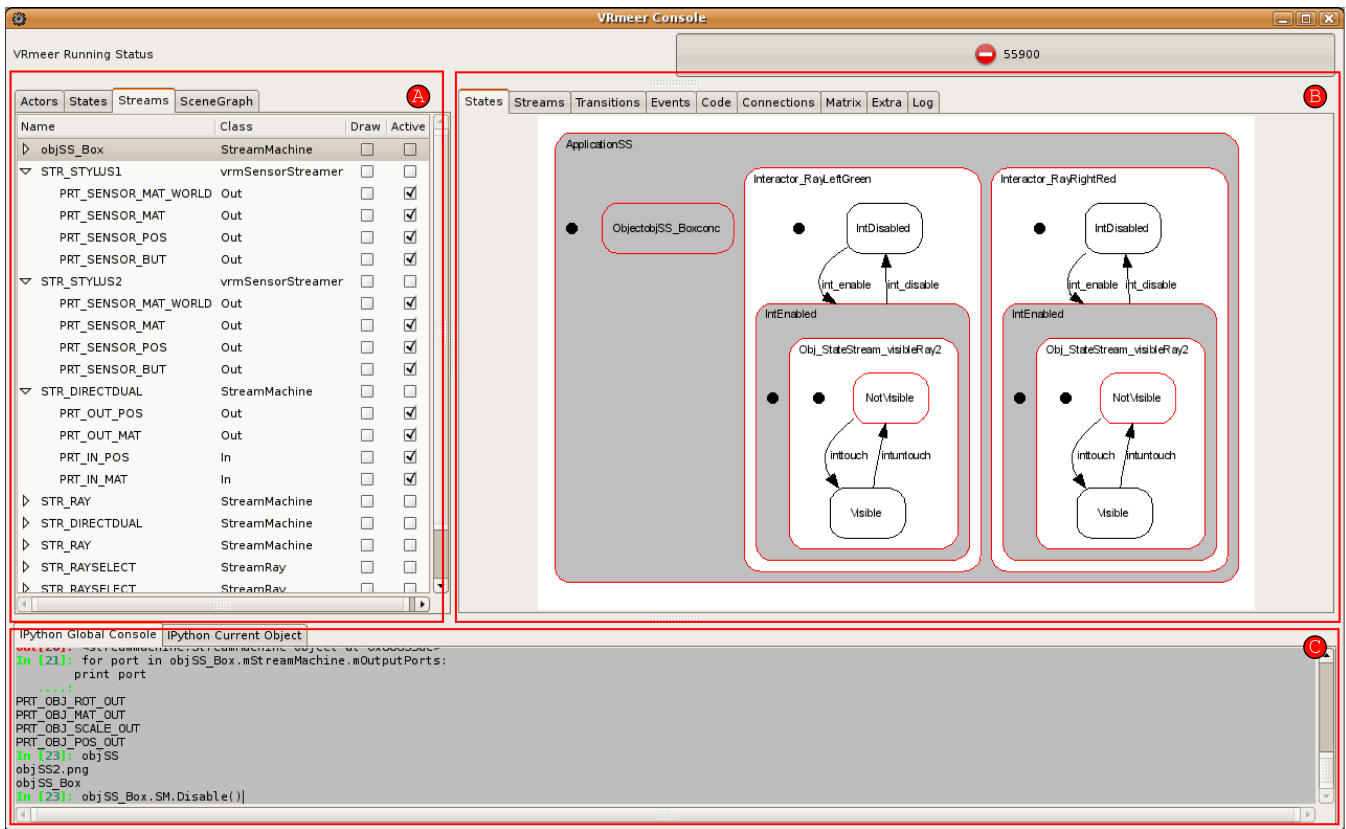 VRmeer Console
VRmeer Running Status
55900
A
Actors States Streams SceneGraph
Name Class Draw Active
objSS_Box StreamMachine
STR_STYLUS1 vrmSensorStreamer
PRT_SENSOR_MAT_WORLD Out
PRT_SENSOR_MAT Out
PRT_SENSOR_POS Out
PRT_SENSOR_BUT Out
STR_STYLUS2 vrmSensorStreamer
PRT_SENSOR_MAT_WORLD Out
PRT_SENSOR_MAT Out
PRT_SENSOR_POS Out
PRT_SENSOR_BUT Out
STR_DIRECTDUAL StreamMachine
PRT_OUT_POS Out
PRT_OUT_MAT Out
PRT_IN_POS In
PRT_IN_MAT In
STR_RAY StreamMachine
STR_DIRECTDUAL StreamMachine
STR_RAY StreamMachine
STR_RAYSELECT StreamRay
STR_RAYSELECT StreamRay
B
States Streams Transitions Events Code Connections Matrix Extra Log
ApplicationSS
ObjectobjSS_Boxconc
Interactor_RayLeftGreen
IntDisabled
int_enable int_disable
IntEnabled
Obj_StateStream_visibleRay2
NotVisible
inttouch intuntouch
Visible
Interactor_RayRightRed
IntDisabled
int_enable int_disable
IntEnabled
Obj_StateStream_visibleRay2
NotVisible
inttouch intuntouch
Visible
IPython Global Console IPython Current Object
C
In [21]: for port in objSS_Box.mStreamMachine.mOutputPorts:
print port
....:
PRT_OBJ_ROT_OUT
PRT_OBJ_MAT_OUT
PRT_OBJ_SCALE_OUT
PRT_OBJ_POS_OUT
In [23]: objSS
objSS2.png
objSS_Box
In [23]: objSS_Box.SM.Disable()